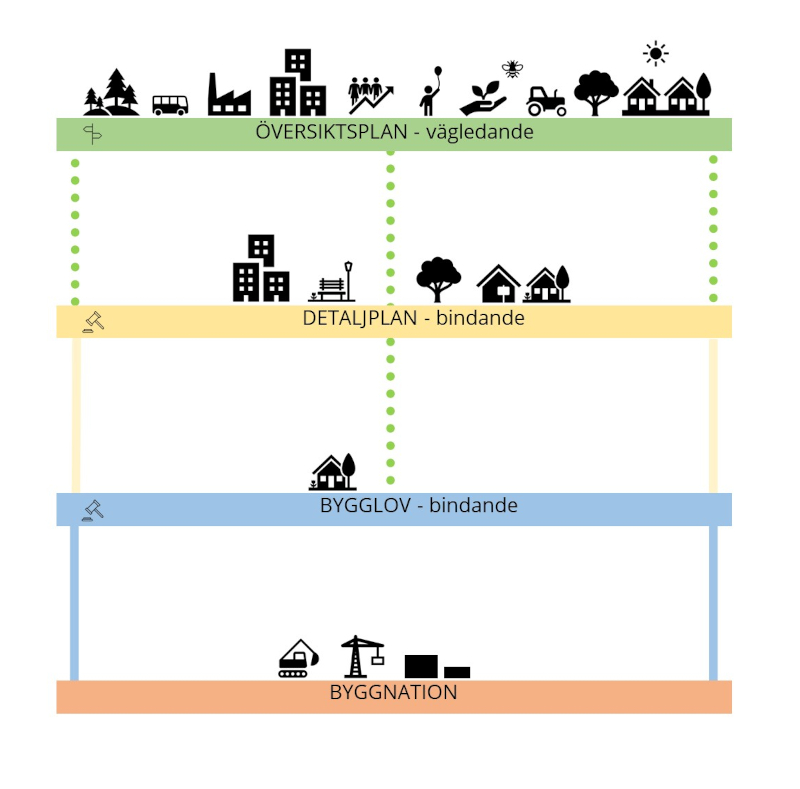 ÖVERSIKTSPLAN - vägledande
DETALJPLAN - bindande
BYGGLOV - bindande
BYGGNATION